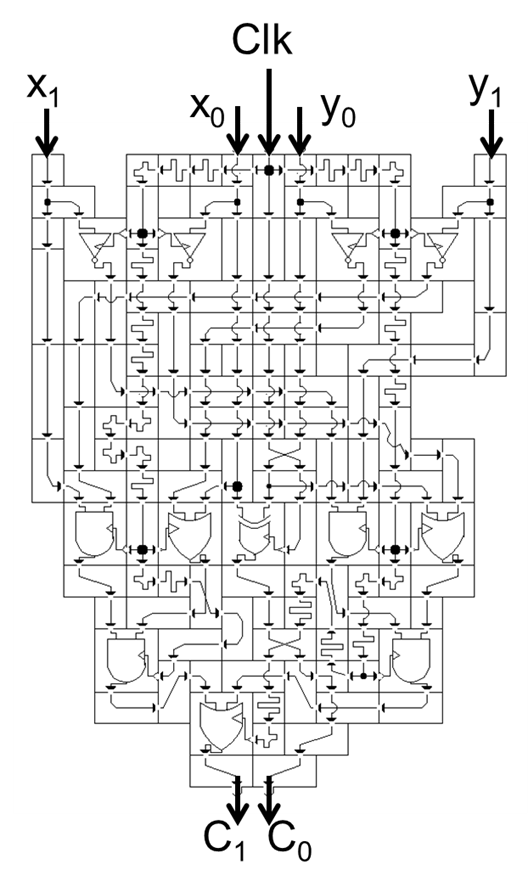 Clk
x₁ x₀ y₀ y₁
C₁ C₀